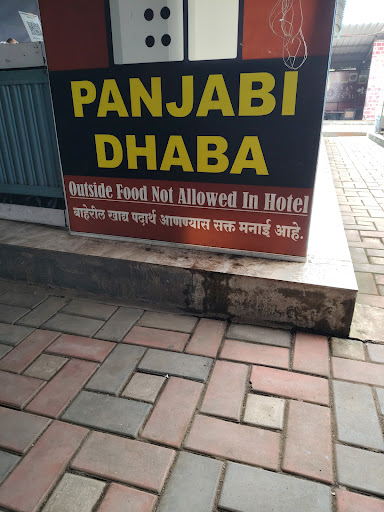 PANJABI
DHABA
Outside Food Not Allowed In Hotel
बाहेरील खाद्य पदार्थ आणण्यास सक्त मनाई आहे.